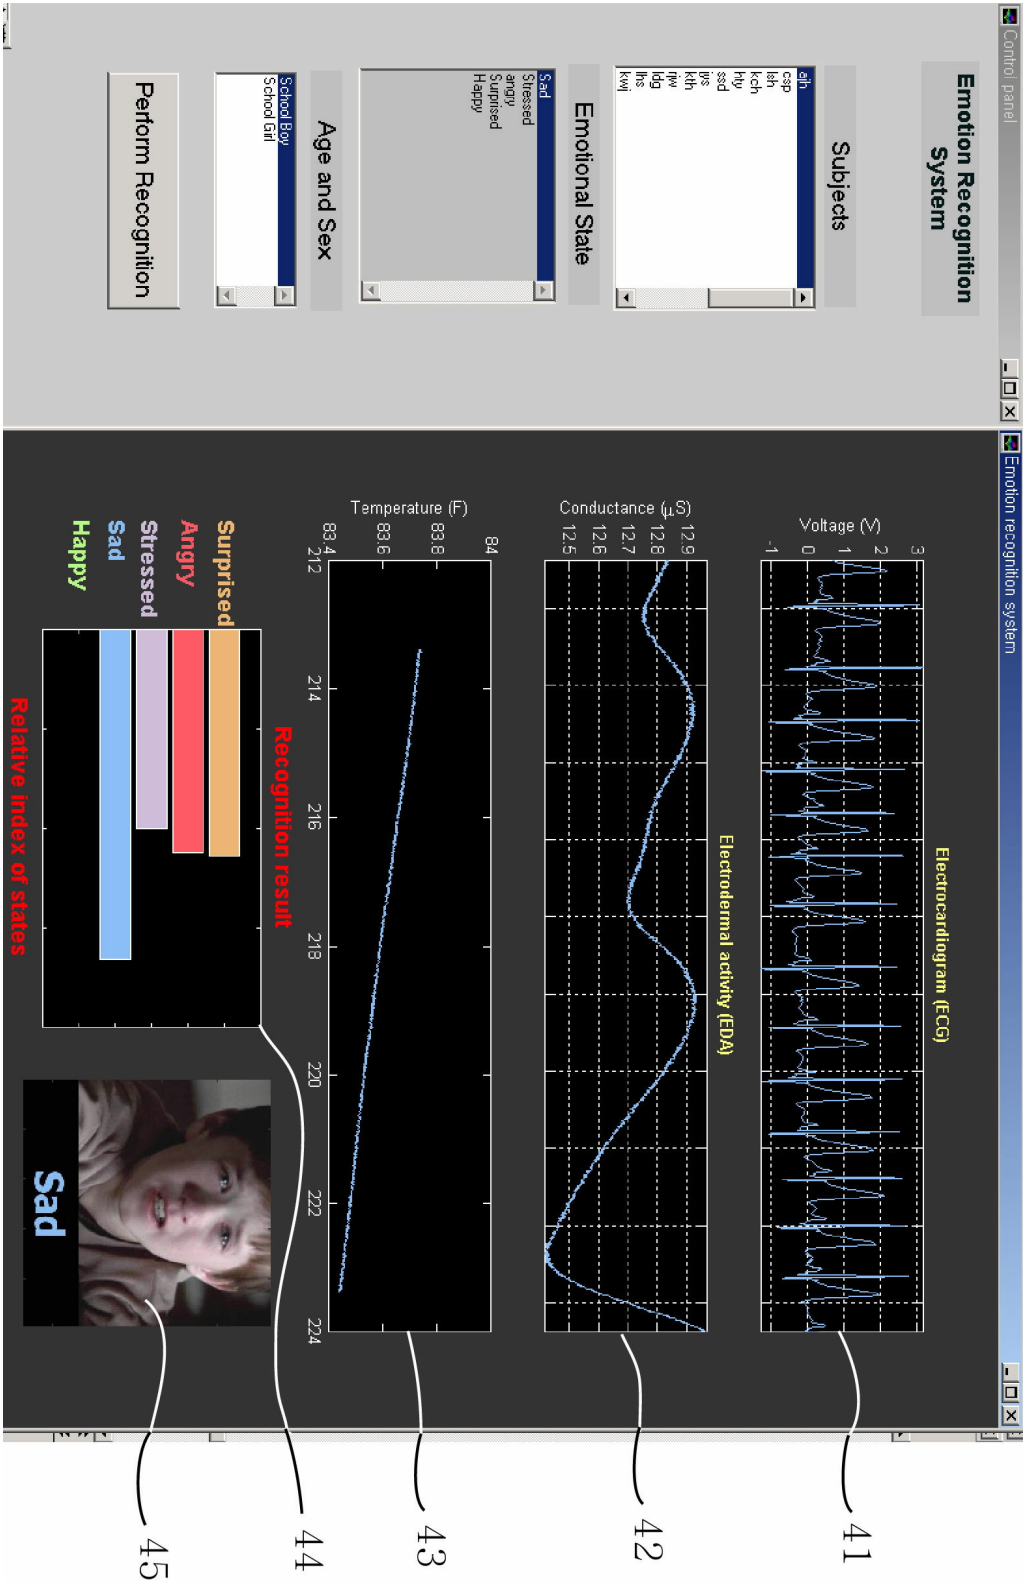 Control panel
Emotion Recognition
System
Subjects
ajh
csp
lsh
kch
hty
ssd
ijys
kth
rjw
ldg
lhs
kwj
Emotional State
Sad
Stressed
angry
Surprised
Happy
Age and Sex
School Boy
School Girl
Perform Recognition
Emotion recognition system
Electrocardiogram (ECG)
Voltage (V)
3
2
1
0
-1
Electrodermal activity (EDA)
Conductance (μS)
12.9
12.8
12.7
12.6
12.5
Temperature (F)
84
83.8
83.6
83.4
212
214
216
218
220
222
224
Recognition result
Surprised
Angry
Stressed
Sad
Happy
Relative index of states
Sad
41
42
43
44
45